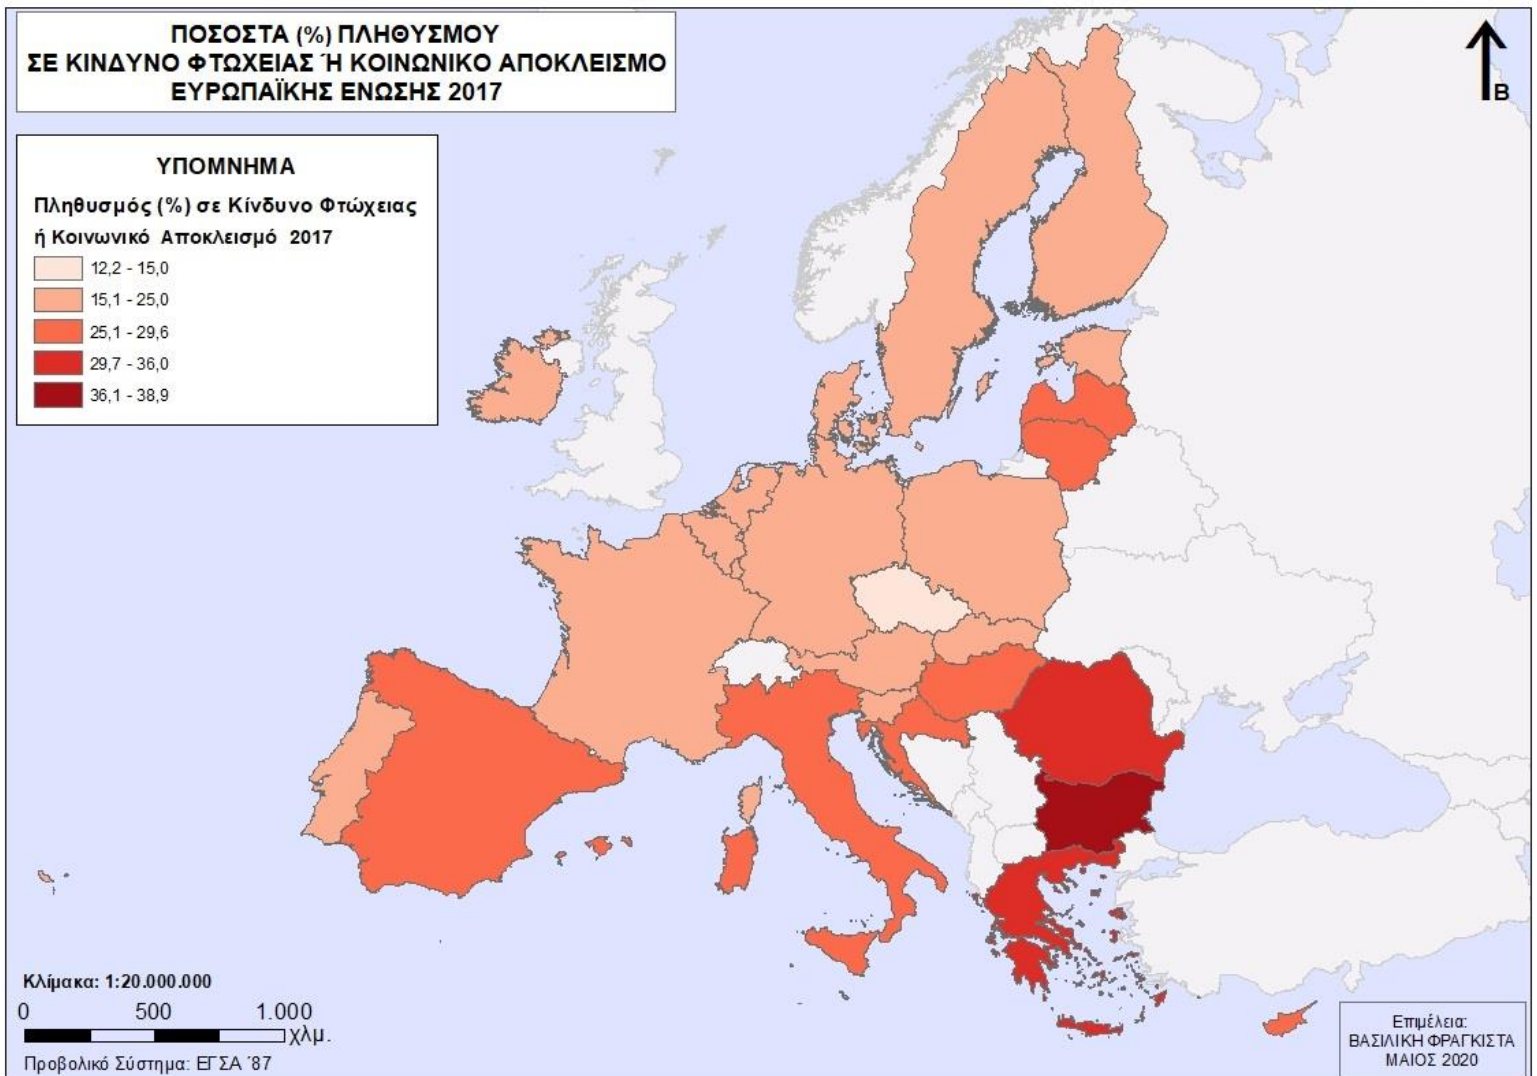 ΠΟΣΟΣΤΑ (%) ΠΛΗΘΥΣΜΟΥ
ΣΕ ΚΙΝΔΥΝΟ ΦΤΩΧΕΙΑΣ Ή ΚΟΙΝΩΝΙΚΟ ΑΠΟΚΛΕΙΣΜΟ
ΕΥΡΩΠΑΪΚΗΣ ΕΝΩΣΗΣ 2017
Β
ΥΠΟΜΝΗΜΑ
Πληθυσμός (%) σε Κίνδυνο Φτώχειας
ή Κοινωνικό Αποκλεισμό 2017
12,2 - 15,0
15,1 - 25,0
25,1 - 29,6
29,7 - 36,0
36,1 - 38,9
Κλίμακα: 1:20.000.000
0 500 1.000
χλμ.
Προβολικό Σύστημα: ΕΓΣΑ ΄87
Επιμέλεια:
ΒΑΣΙΛΙΚΗ ΦΡΑΓΚΙΣΤΑ
ΜΑΙΟΣ 2020